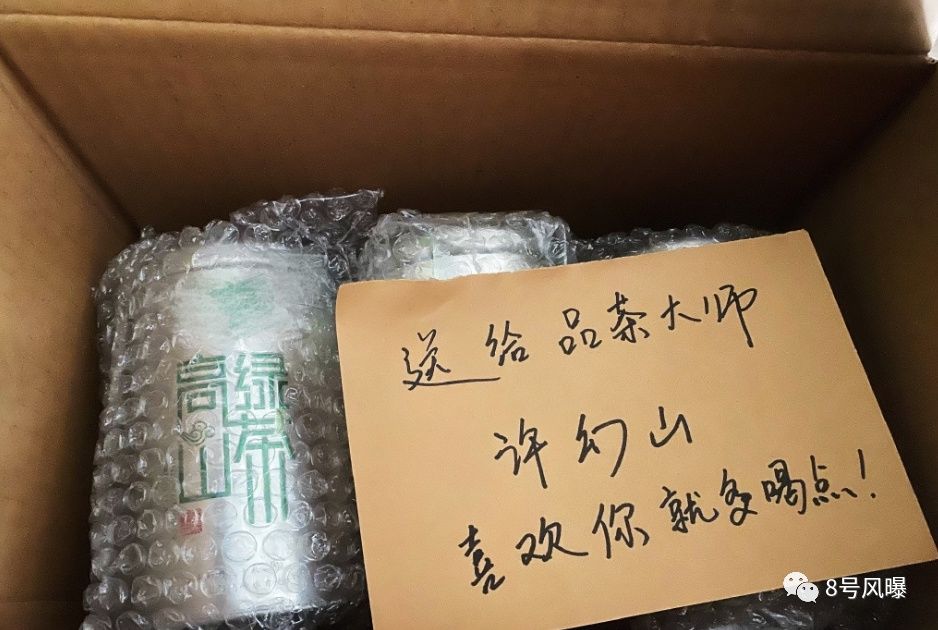 高山
绿茶
送给品茶大师
许幻山
喜欢你就多喝点!
8号风曝